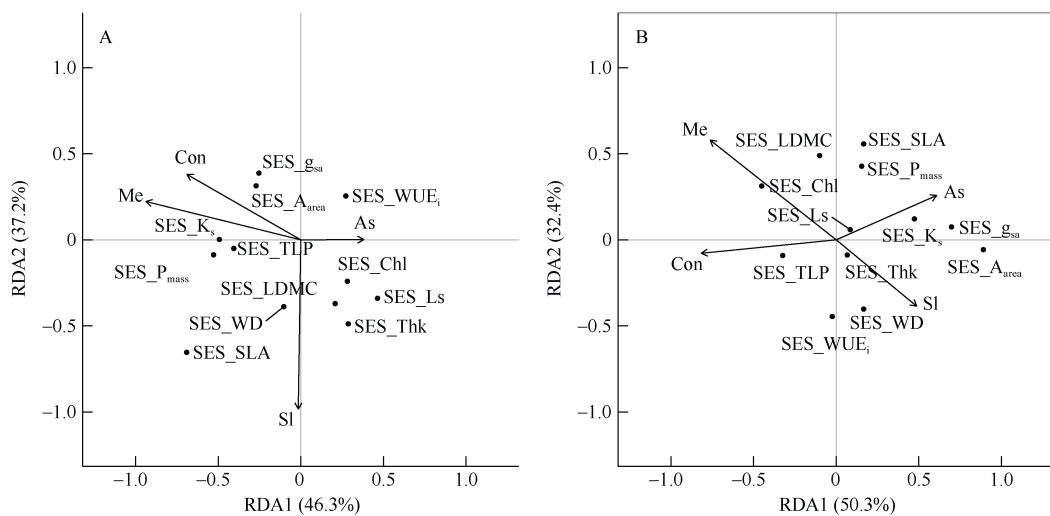 A
1.0
0.5
0
−0.5
−1.0
RDA2 (37.2%)
Con
SES_gsa
Me
SES_Aarea
SES_WUEi
As
SES_Ks
SES_TLP
SES_Pmass
SES_Chl
SES_LDMC
SES_Ls
SES_WD
SES_Thk
SES_SLA
Sl
−1.0
−0.5
0
0.5
1.0
RDA1 (46.3%)
B
1.0
0.5
0
−0.5
−1.0
RDA2 (32.4%)
Me
SES_LDMC
SES_SLA
SES_Pmass
SES_Chl
As
SES_Ls
SES_Ks
SES_gsa
Con
SES_TLP
SES_Thk
SES_Aarea
Sl
SES_WD
SES_WUEi
−1.0
−0.5
0
0.5
1.0
RDA1 (50.3%)